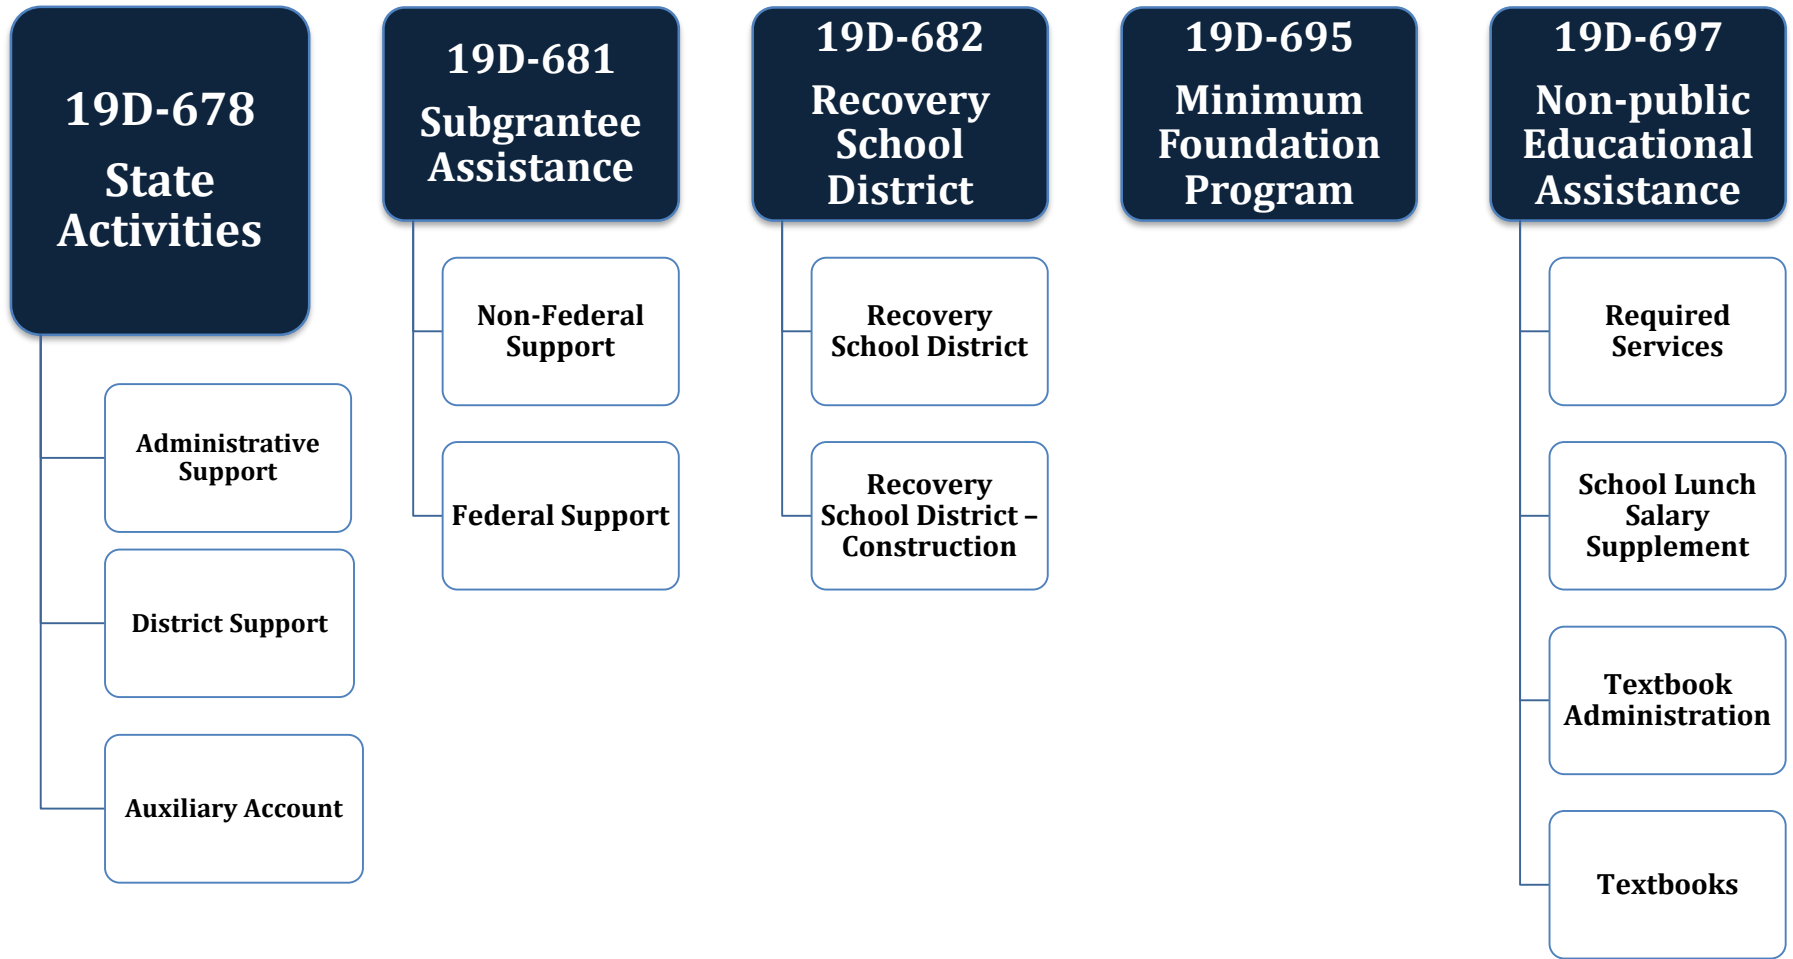 19D-678
State
Activities
Administrative
Support
District Support
Auxiliary Account
19D-681
Subgrantee
Assistance
Non-Federal
Support
Federal Support
19D-682
Recovery
School
District
Recovery
School District
Recovery
School District –
Construction
19D-695
Minimum
Foundation
Program
19D-697
Non-public
Educational
Assistance
Required
Services
School Lunch
Salary
Supplement
Textbook
Administration
Textbooks